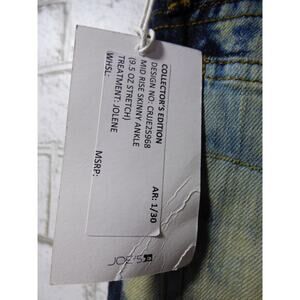 COLLECTOR'S EDITION
DESIGN NO: CRJJE25968
MID RISE SKINNY ANKLE
(9.5 OZ STRETCH)
TREATMENT: JOLENE
WHSL:
AR: 1/30
MSRP:
JOE'S